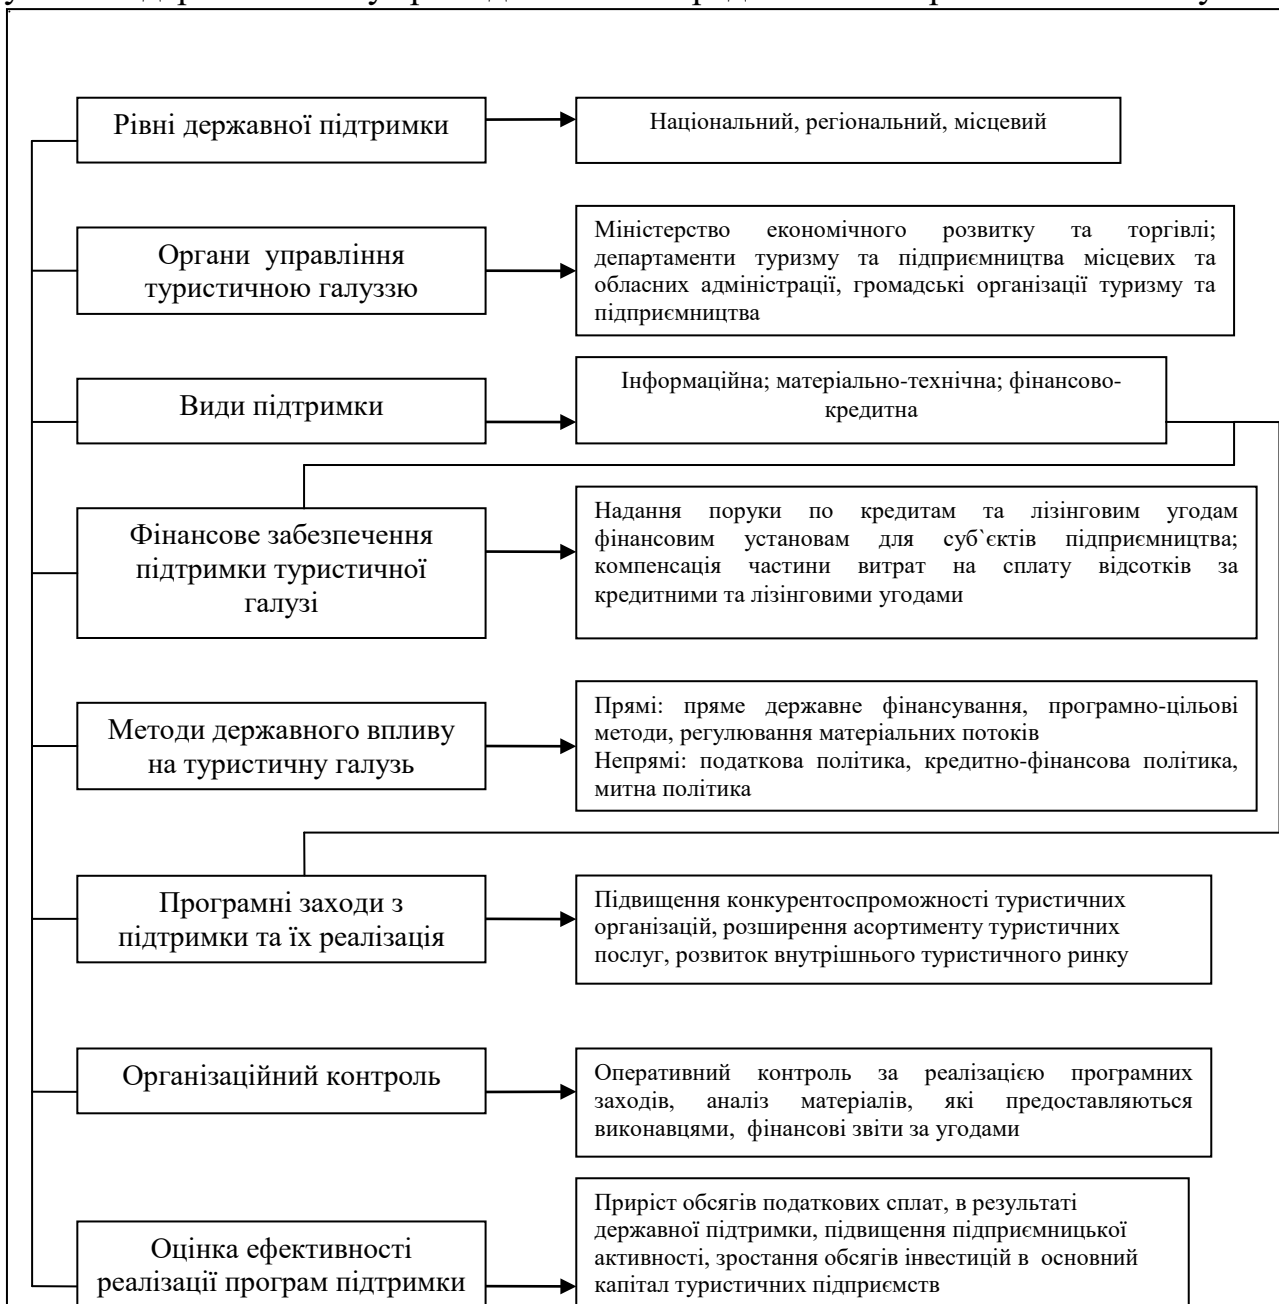 Рівні державної підтримки
Національний, регіональний, місцевий
Органи управління
туристичною галуззю
Міністерство економічного розвитку та торгівлі;
департаменти туризму та підприємництва місцевих та
обласних адміністрації, громадські організації туризму та
підприємництва
Види підтримки
Інформаційна; матеріально-технічна; фінансово-
кредитна
Фінансове забезпечення
підтримки туристичної
галузі
Надання поруки по кредитам та лізінговим угодам
фінансовим установам для суб`єктів підприємництва;
компенсація частини витрат на сплату відсотків за
кредитними та лізінговими угодами
Методи державного впливу
на туристичну галузь
Прямі: пряме державне фінансування, програмно-цільові
методи, регулювання матеріальних потоків
Непрямі: податкова політика, кредитно-фінансова політика,
митна політика
Програмні заходи з
підтримки та їх реалізація
Підвищення конкурентоспроможності туристичних
організацій, розширення асортименту туристичних
послуг, розвиток внутрішнього туристичного ринку
Організаційний контроль
Оперативний контроль за реалізацією програмних
заходів, аналіз матеріалів, які предоставляються
виконавцями, фінансові звіти за угодами
Оцінка ефективності
реалізації програм підтримки
Приріст обсягів податкових сплат, в результаті
державної підтримки, підвищення підприємницької
активності, зростання обсягів інвестицій в основний
капітал туристичних підприємств